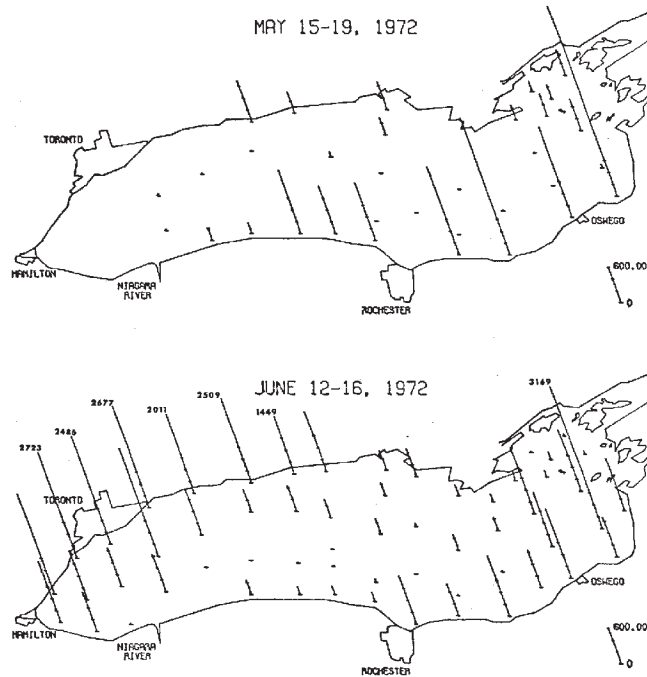 MAY 15-19, 1972
TORONTO
OSWEGO
600.00
0
HAMILTON
NIAGARA
RIVER
ROCHESTER
JUNE 12-16, 1972
3169
2677
2011
2509
1449
2486
2723
TORONTO
OSWEGO
600.00
0
HAMILTON
NIAGARA
RIVER
ROCHESTER